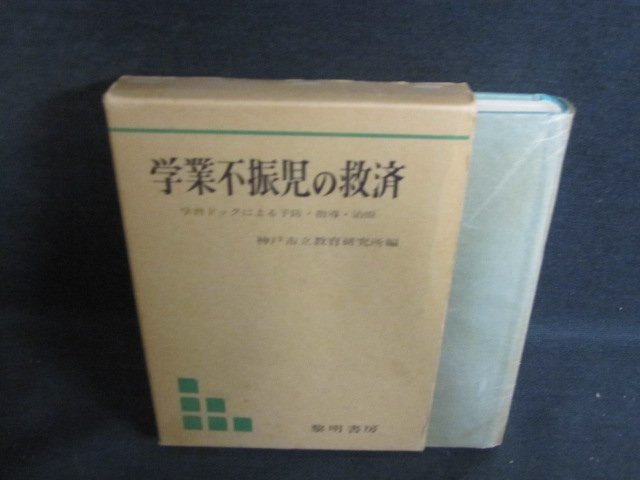 学業不振児の救済
学習ドックによる予防・指導・治療
神戸市立教育研究所編
黎明書房